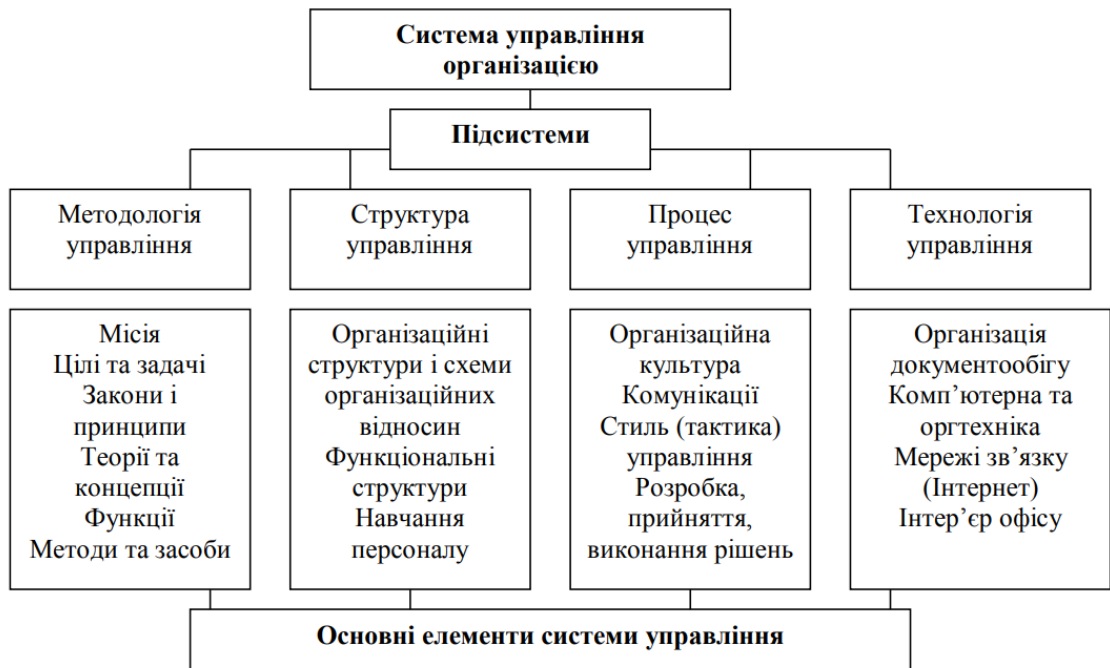 Система управління
організацією
Підсистеми
Методологія
управління
Структура
управління
Процес
управління
Технологія
управління
Місія
Цілі та задачі
Закони і
принципи
Теорії та
концепції
Функції
Методи та засоби
Організаційні
структури і схеми
організаційних
відносин
Функціональні
структури
Навчання
персоналу
Організаційна
культура
Комунікації
Стиль (тактика)
управління
Розробка,
прийняття,
виконання рішень
Організація
документообігу
Комп’ютерна та
оргтехніка
Мережі зв’язку
(Інтернет)
Інтер’єр офісу
Основні елементи системи управління